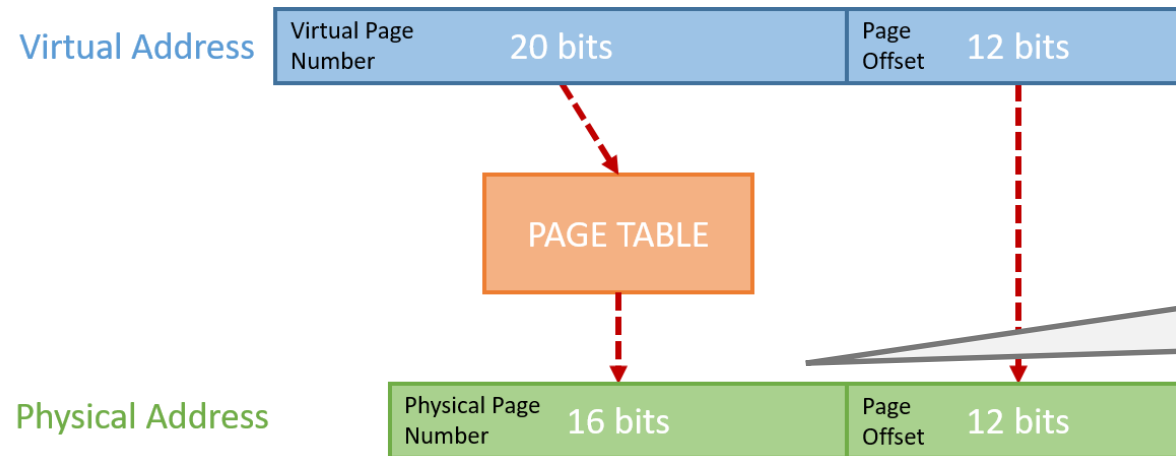 Virtual Address
Virtual Page
Number
20 bits
Page
Offset
12 bits
PAGE TABLE
Physical Address
Physical Page
Number
16 bits
Page
Offset
12 bits